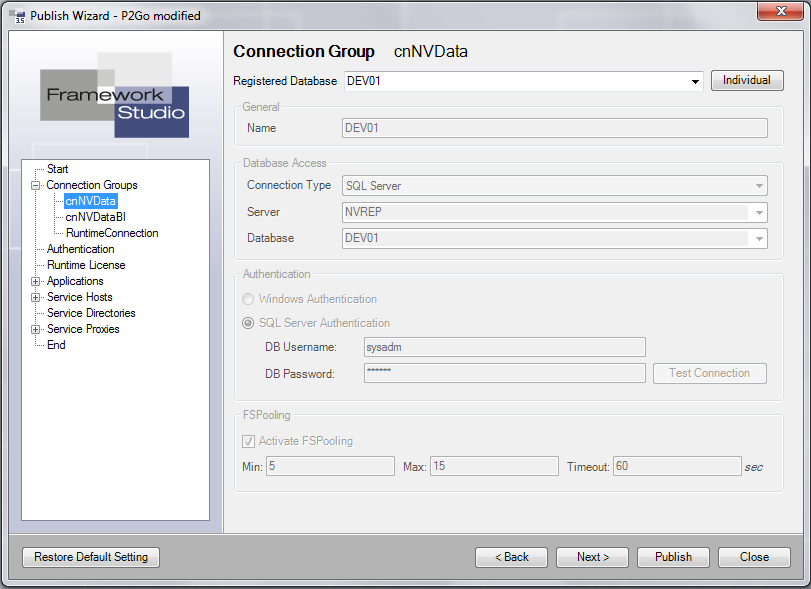 Publish Wizard - P2Go modified
Framework
Studio
Start
Connection Groups
cnNVData
cnNVDataBI
RuntimeConnection
Authentication
Runtime License
Applications
Service Hosts
Service Directories
Service Proxies
End
Connection Group cnNVData
Registered Database DEV01 Individual
General
Name DEV01
Database Access
Connection Type SQL Server
Server NVREP
Database DEV01
Authentication
Windows Authentication
SQL Server Authentication
DB Username: sysadm
DB Password: ****** Test Connection
FSPooling
Activate FSPooling
Min: 5 Max: 15 Timeout: 60 sec
Restore Default Setting < Back Next > Publish Close